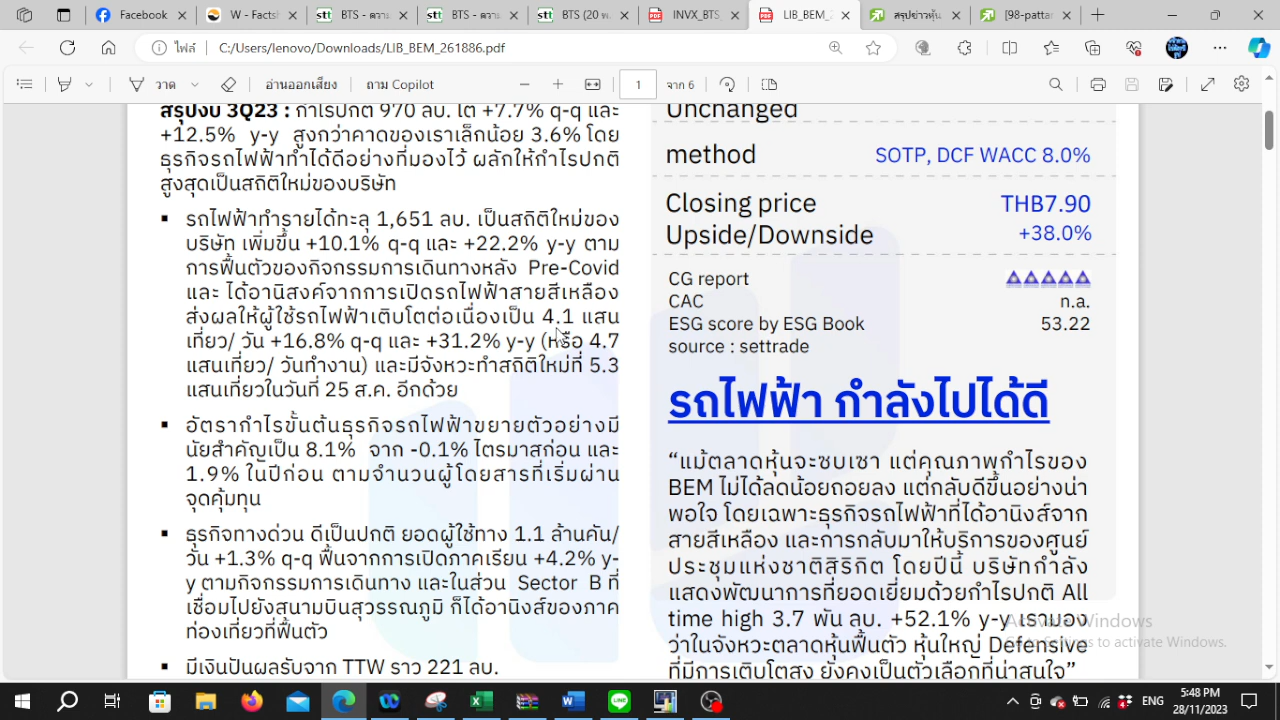 Facebook
W - Factsh
BTS - ความ
BTS - ความ
BTS (20 พ.
INVX_BTS_
LIB_BEM_2
สรุปข่าวหุ้น
[98-pattar
ไฟล์
C:/Users/lenovo/Downloads/LIB_BEM_261886.pdf
วาด
อ่านออกเสียง
ถาม Copilot
1
จาก 6
สรุปงบ 3Q23 : กำไรปกติ 970 ลบ. โต +7.7% q-q และ
+12.5% y-y สูงกว่าคาดของเราเล็กน้อย 3.6% โดย
ธุรกิจรถไฟฟ้าทำได้ดีอย่างที่มองไว้ ผลักให้กำไรปกติ
สูงสุดเป็นสถิติใหม่ของบริษัท
▪ รถไฟฟ้าทำรายได้ทะลุ 1,651 ลบ. เป็นสถิติใหม่ของ
บริษัท เพิ่มขึ้น +10.1% q-q และ +22.2% y-y ตาม
การฟื้นตัวของกิจกรรมการเดินทางหลัง Pre-Covid
และ ได้อานิสงค์จากการเปิดรถไฟฟ้าสายสีเหลือง
ส่งผลให้ผู้ใช้รถไฟฟ้าเติบโตต่อเนื่องเป็น 4.1 แสน
เที่ยว/ วัน +16.8% q-q และ +31.2% y-y (หรือ 4.7
แสนเที่ยว/ วันทำงาน) และมีจังหวะทำสถิติใหม่ที่ 5.3
แสนเที่ยวในวันที่ 25 ส.ค. อีกด้วย
▪ อัตรากำไรขั้นต้นธุรกิจรถไฟฟ้าขยายตัวอย่างมี
นัยสำคัญเป็น 8.1% จาก -0.1% ไตรมาสก่อน และ
1.9% ในปีก่อน ตามจำนวนผู้โดยสารที่เริ่มผ่าน
จุดคุ้มทุน
▪ ธุรกิจทางด่วน ดีเป็นปกติ ยอดผู้ใช้ทาง 1.1 ล้านคัน/
วัน +1.3% q-q ฟื้นจากการเปิดภาคเรียน +4.2% y-
y ตามกิจกรรมการเดินทาง และในส่วน Sector B ที่
เชื่อมไปยังสนามบินสุวรรณภูมิ ก็ได้อานิงส์ของภาค
ท่องเที่ยวที่ฟื้นตัว
▪ มีเงินปันผลรับจาก TTW ราว 221 ลบ.
Unchanged
method SOTP, DCF WACC 8.0%
Closing price THB7.90
Upside/Downside +38.0%
CG report
CAC n.a.
ESG score by ESG Book 53.22
source : settrade
รถไฟฟ้า กำลังไปได้ดี
“แม้ตลาดหุ้นจะซบเซา แต่คุณภาพกำไรของ
BEM ไม่ได้ลดน้อยถอยลง แต่กลับดีขึ้นอย่างน่า
พอใจ โดยเฉพาะธุรกิจรถไฟฟ้าที่ได้อานิงส์จาก
สายสีเหลือง และการกลับมาให้บริการของศูนย์
ประชุมแห่งชาติสิริกิต โดยปีนี้ บริษัทกำลัง
แสดงพัฒนาการที่ยอดเยี่ยมด้วยกำไรปกติ All
time high 3.7 พัน ลบ. +52.1% y-y เรามอง
ว่าในจังหวะตลาดหุ้นฟื้นตัว หุ้นใหญ่ Defensive
ที่มีการเติบโตสูง ยังคงเป็นตัวเลือกที่น่าสนใจ”
Activate Windows
Go to Settings to activate Windows.
ENG
5:48 PM
28/11/2023